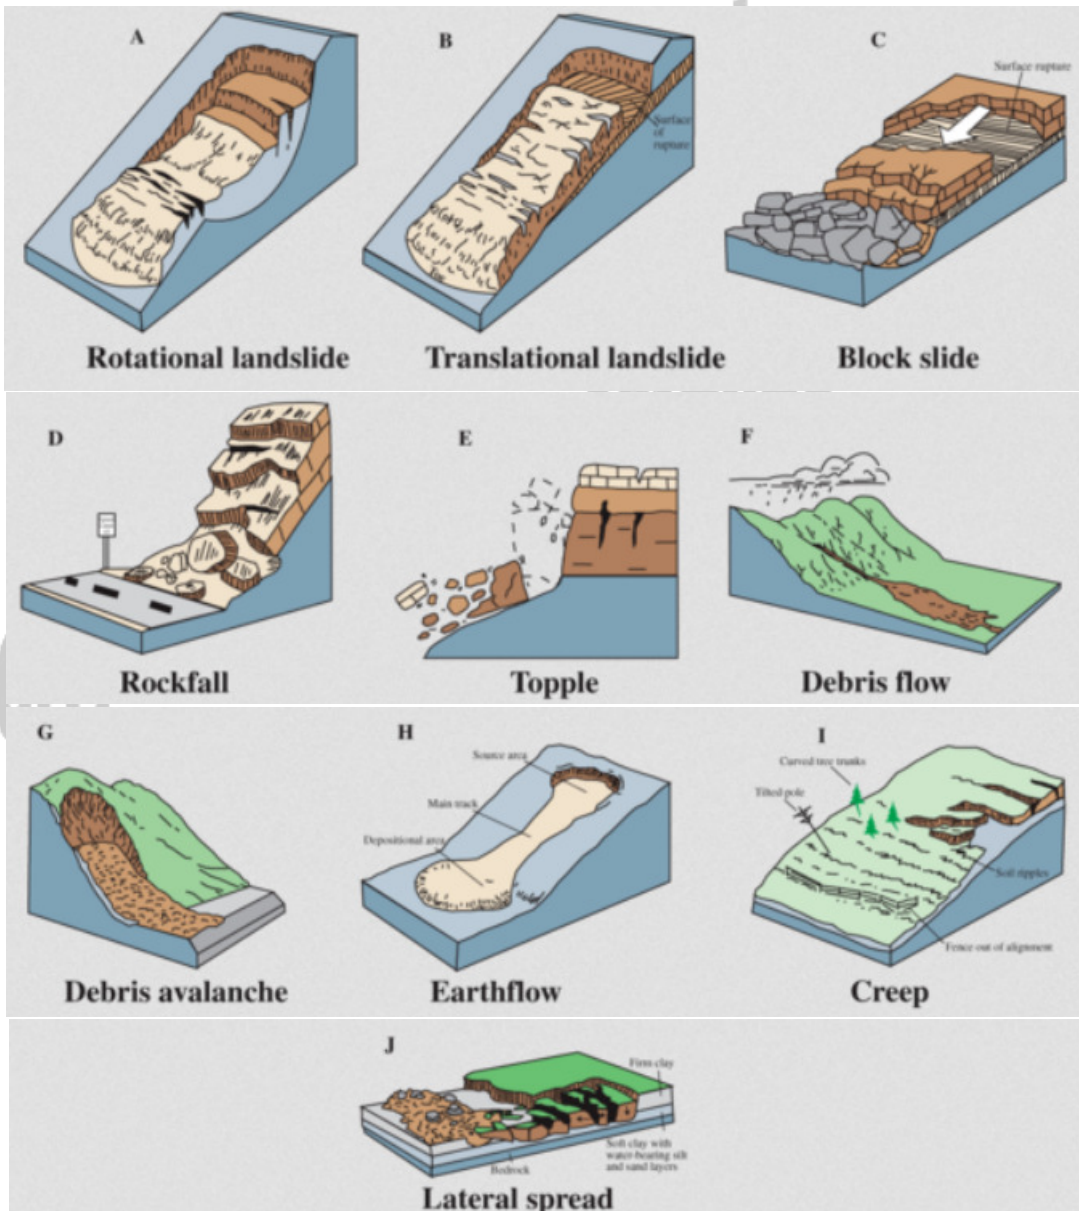 A
B
C
Surface rupture
Surface
of
rupture
Rotational landslide
Translational landslide
Block slide
D
E
F
Rockfall
Topple
Debris flow
G
H
I
Source area
Curved tree trunks
Tilted pole
Main track
Depositional area
Soil ripples
Fence out of alignment
Debris avalanche
Earthflow
Creep
J
Firm clay
Soft clay with
water-bearing silt
and sand layers
Bedrock
Lateral spread